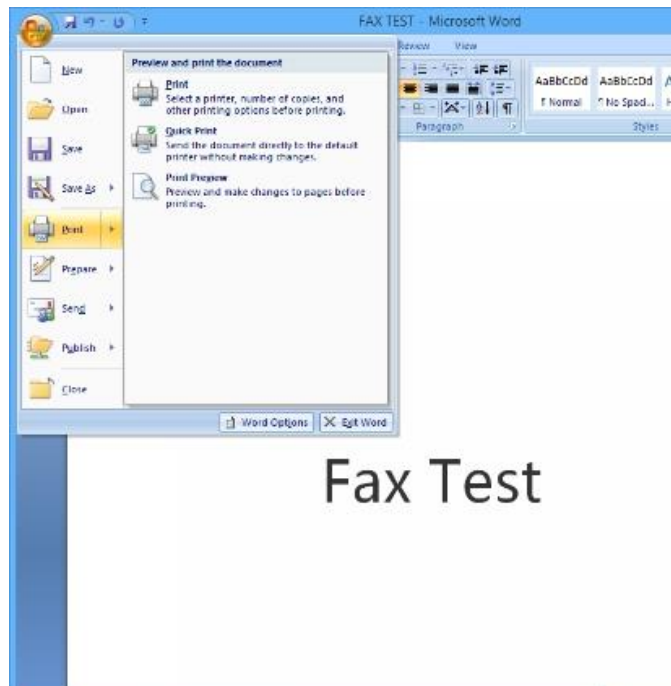 FAX TEST - Microsoft Word
Review View
New
Open
Save
Save As
Print
Prepare
Send
Publish
Close
Preview and print the document
Print
Select a printer, number of copies, and
other printing options before printing.
Quick Print
Send the document directly to the default
printer without making changes.
Print Preview
Preview and make changes to pages before
printing.
Word Options
Exit Word
AaBbCcDd AaBbCcDd
¶ Normal ¶ No Spaci...
Paragraph
Styles
Fax Test